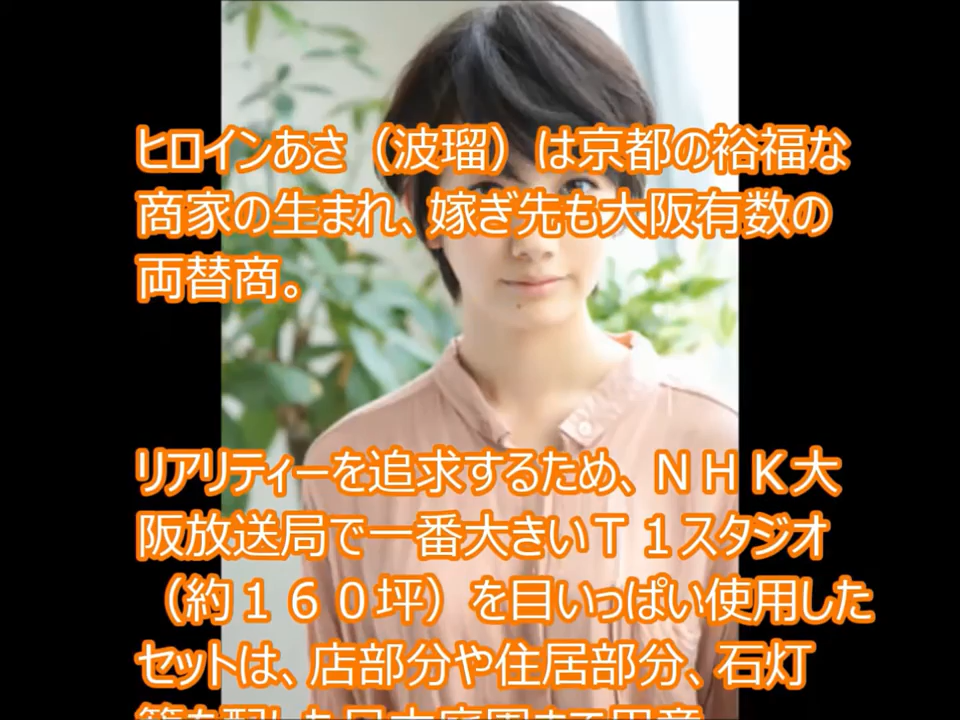 ヒロインあさ（波瑠）は京都の裕福な
商家の生まれ、嫁ぎ先も大阪有数の
両替商。
リアリティーを追求するため、ＮＨＫ大
阪放送局で一番大きいＴ１スタジオ
（約１６０坪）を目いっぱい使用した
セットは、店部分や住居部分、石灯